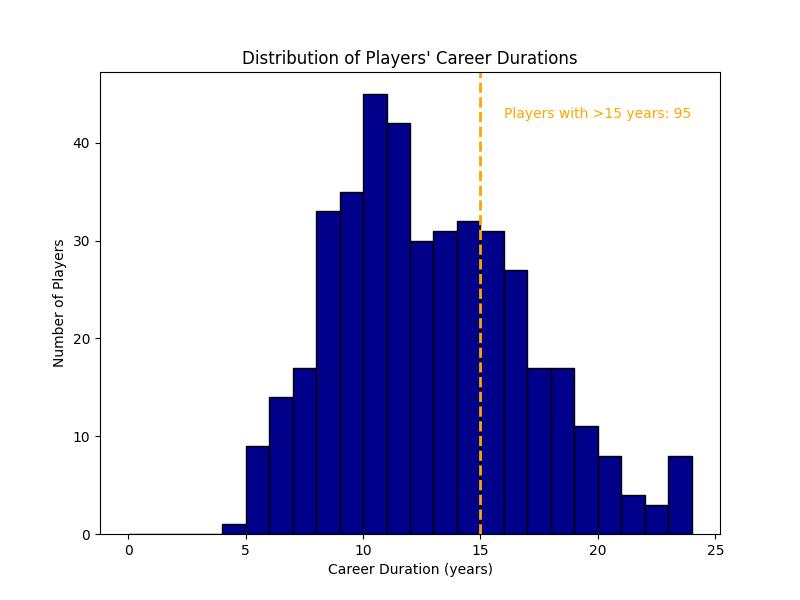 Distribution of Players' Career Durations
Players with >15 years: 95
Number of Players
40
30
20
10
0
0 5 10 15 20 25
Career Duration (years)